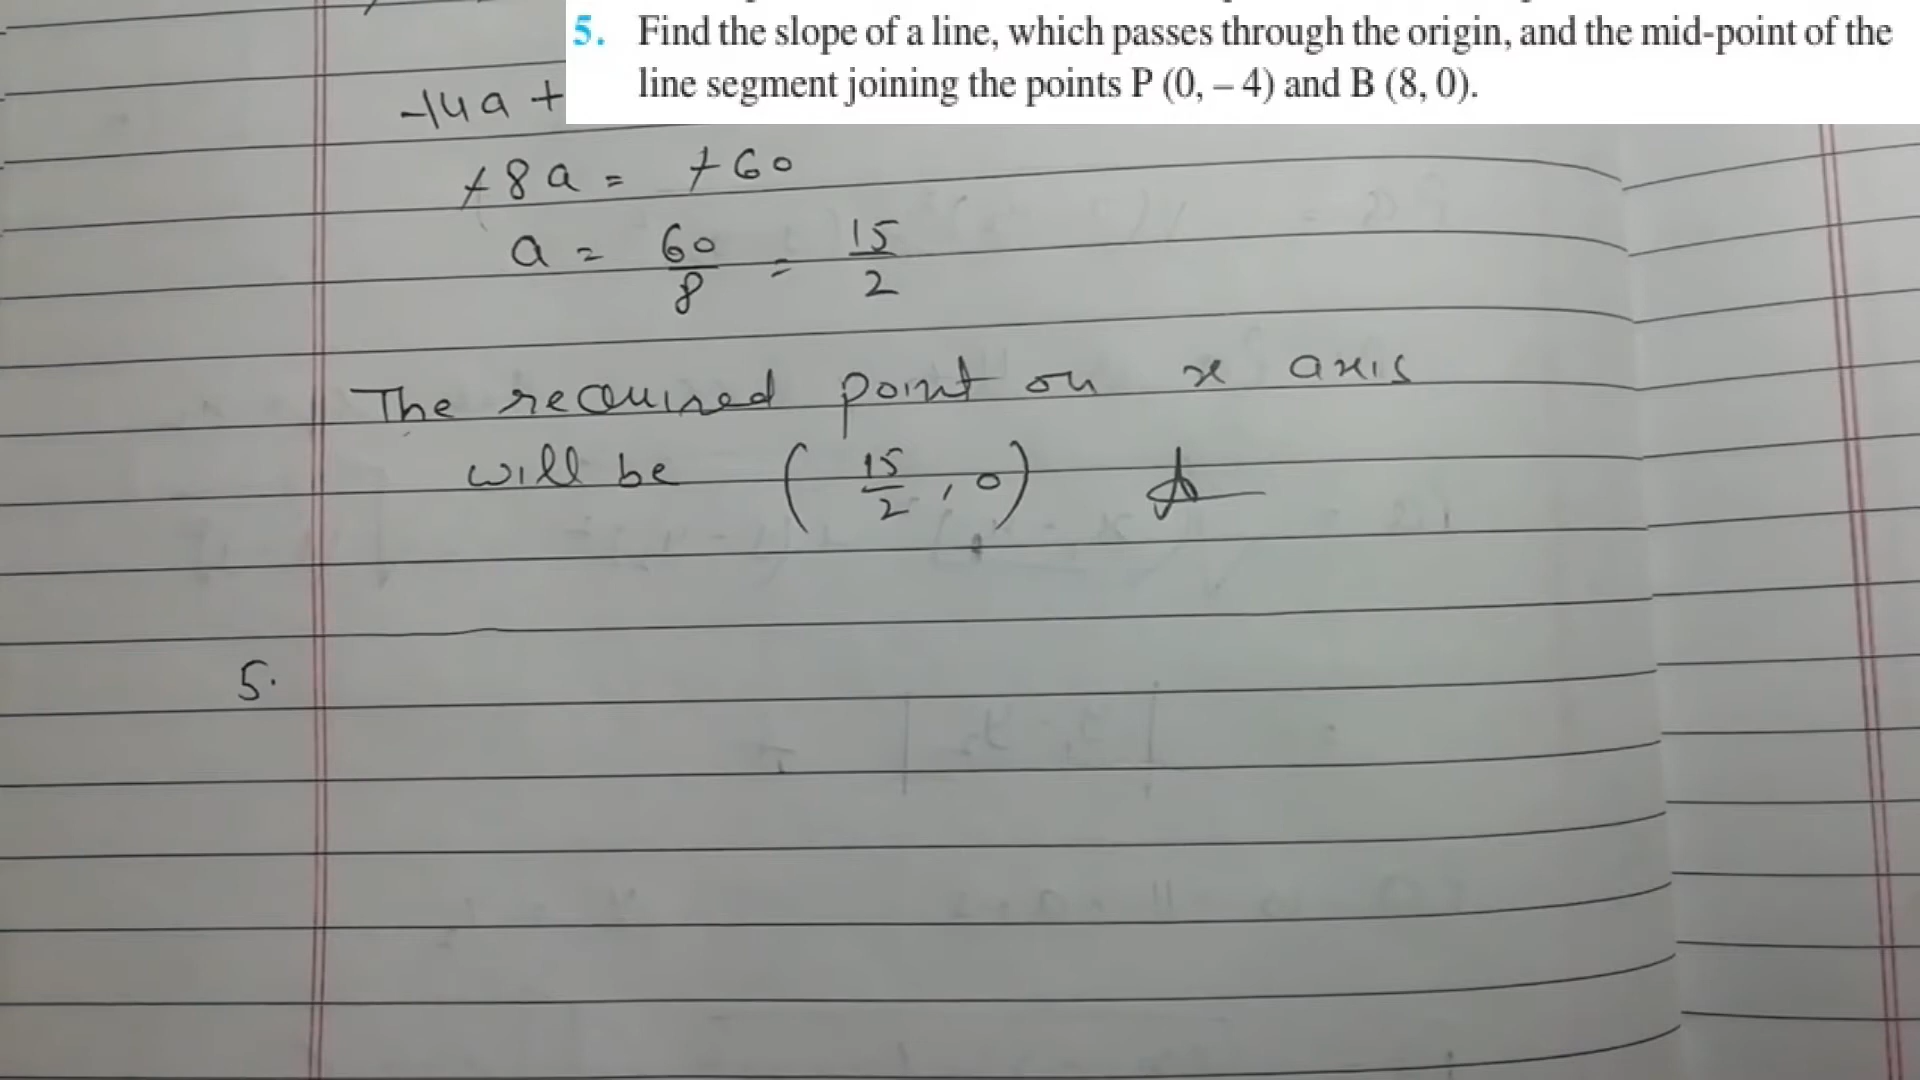 5. Find the slope of a line, which passes through the origin, and the mid-point of the
line segment joining the points P (0, – 4) and B (8, 0).
-14a +
+8a = +60
a = 60/8 = 15/2
The required point on x axis
will be (15/2, 0)
5.